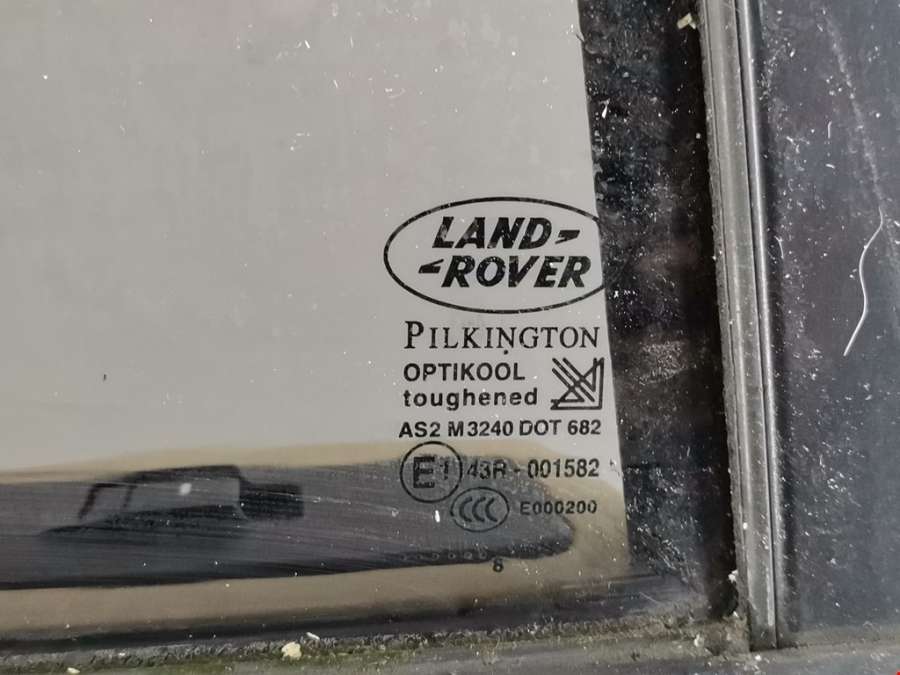 LAND
ROVER
PILKINGTON
OPTIKOOL
toughened
AS2 M3240 DOT 682
E1 43R - 001582
CCC E000200
8